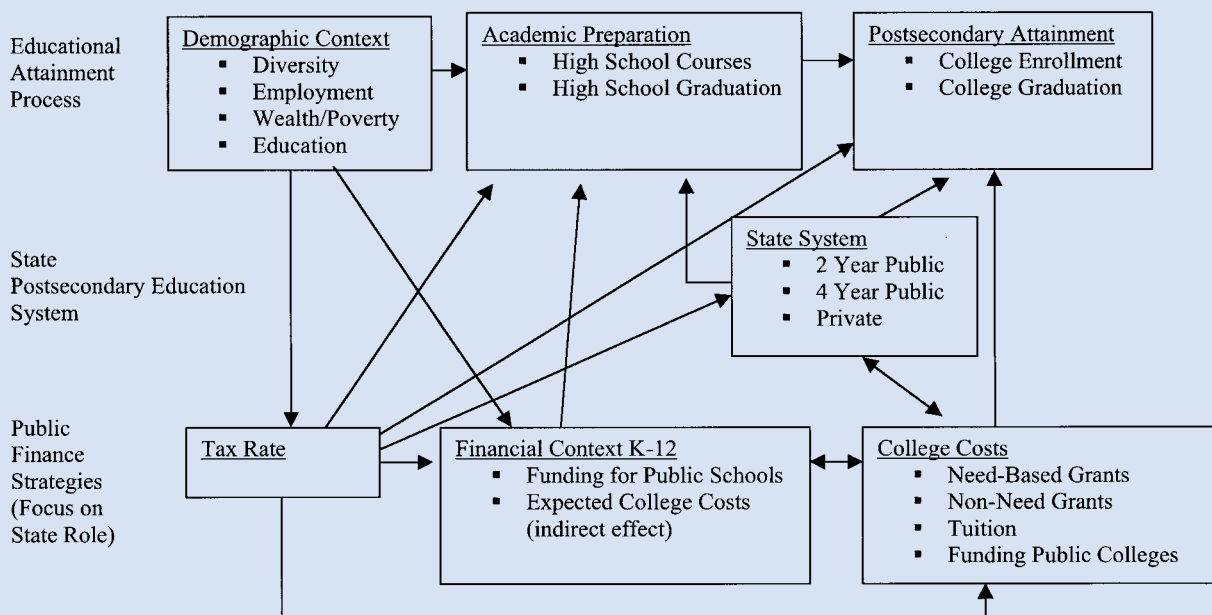 Educational
Attainment
Process
Demographic Context
▪ Diversity
▪ Employment
▪ Wealth/Poverty
▪ Education
Academic Preparation
▪ High School Courses
▪ High School Graduation
Postsecondary Attainment
▪ College Enrollment
▪ College Graduation
State
Postsecondary Education
System
State System
▪ 2 Year Public
▪ 4 Year Public
▪ Private
Public
Finance
Strategies
(Focus on
State Role)
Tax Rate
Financial Context K-12
▪ Funding for Public Schools
▪ Expected College Costs
(indirect effect)
College Costs
▪ Need-Based Grants
▪ Non-Need Grants
▪ Tuition
▪ Funding Public Colleges